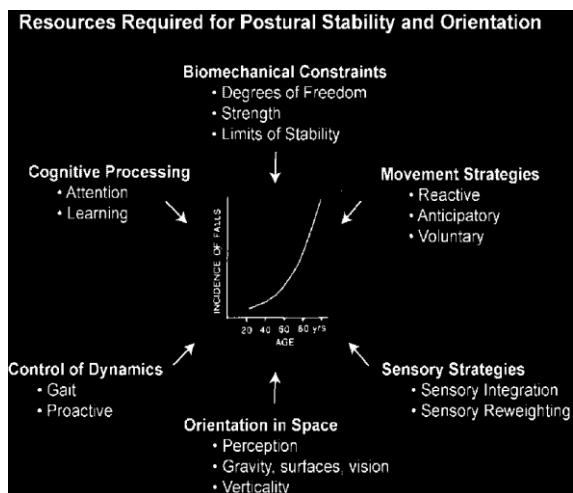 Resources Required for Postural Stability and Orientation
Biomechanical Constraints
• Degrees of Freedom
• Strength
• Limits of Stability
Cognitive Processing
• Attention
• Learning
Movement Strategies
• Reactive
• Anticipatory
• Voluntary
INCIDENCE OF FALLS
20 40 60 80 yrs
AGE
Control of Dynamics
• Gait
• Proactive
Sensory Strategies
• Sensory Integration
• Sensory Reweighting
Orientation in Space
• Perception
• Gravity, surfaces, vision
• Verticality